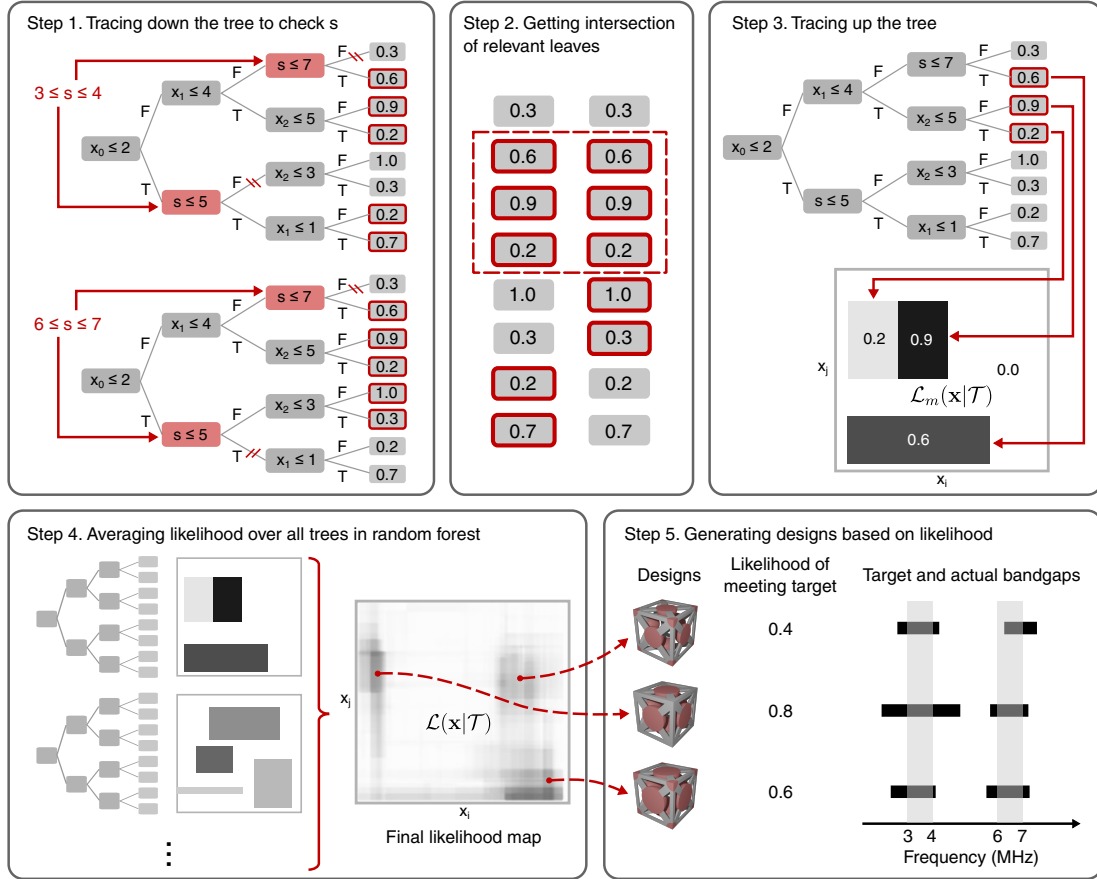 Step 1. Tracing down the tree to check s
3 ≤ s ≤ 4
x₀ ≤ 2
F
T
x₁ ≤ 4
s ≤ 5
F
T
F
T
s ≤ 7
x₂ ≤ 5
x₂ ≤ 3
x₁ ≤ 1
F
T
F
T
F
T
F
T
0.3
0.6
0.9
0.2
1.0
0.3
0.2
0.7
6 ≤ s ≤ 7
x₀ ≤ 2
F
T
x₁ ≤ 4
s ≤ 5
F
T
F
T
s ≤ 7
x₂ ≤ 5
x₂ ≤ 3
x₁ ≤ 1
F
T
F
T
F
T
F
T
0.3
0.6
0.9
0.2
1.0
0.3
0.2
0.7
Step 2. Getting intersection
of relevant leaves
0.3 0.3
0.6 0.6
0.9 0.9
0.2 0.2
1.0 1.0
0.3 0.3
0.2 0.2
0.7 0.7
Step 3. Tracing up the tree
x₀ ≤ 2
F
T
x₁ ≤ 4
s ≤ 5
F
T
F
T
s ≤ 7
x₂ ≤ 5
x₂ ≤ 3
x₁ ≤ 1
F
T
F
T
F
T
F
T
0.3
0.6
0.9
0.2
1.0
0.3
0.2
0.7
0.2 0.9
0.0
xⱼ
ℒₘ(x|𝒯)
0.6
xᵢ
Step 4. Averaging likelihood over all trees in random forest
xⱼ
ℒ(x|𝒯)
xᵢ
Final likelihood map
Step 5. Generating designs based on likelihood
Designs
Likelihood of
meeting target
Target and actual bandgaps
0.4
0.8
0.6
3 4 6 7
Frequency (MHz)